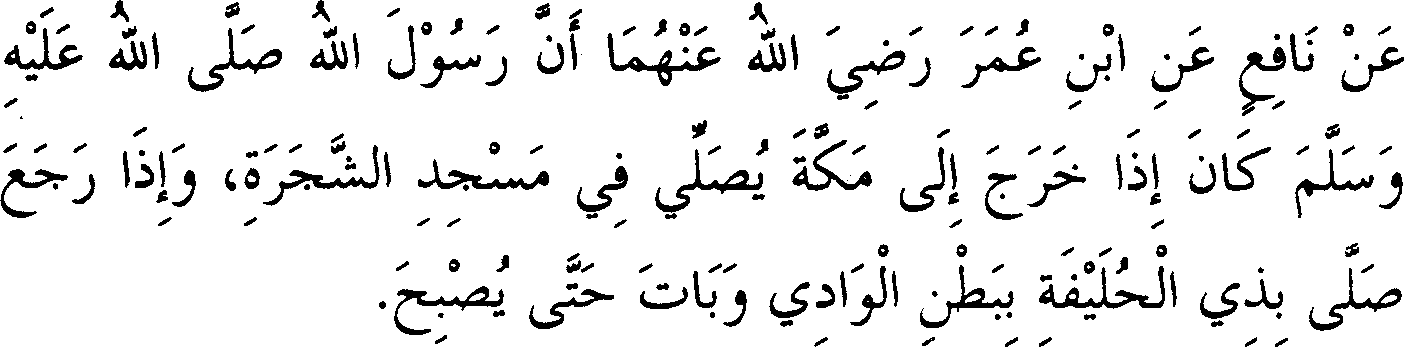 عَنْ نَافِعٍ عَنِ ابْنِ عُمَرَ رَضِيَ اللهُ عَنْهُمَا أَنَّ رَسُوْلَ اللهُ صَلَّى اللهُ عَلَيْهِ
وَسَلَّمَ كَانَ إِذَا خَرَجَ إِلَى مَكَّةَ يُصَلِّي فِي مَسْجِدِ الشَّجَرَةِ، وَإِذَا رَجَعَ
صَلَّى بِذِي الْحُلَيْفَةِ بِبَطْنِ الْوَادِي وَبَاتَ حَتَّى يُصْبِحَ.